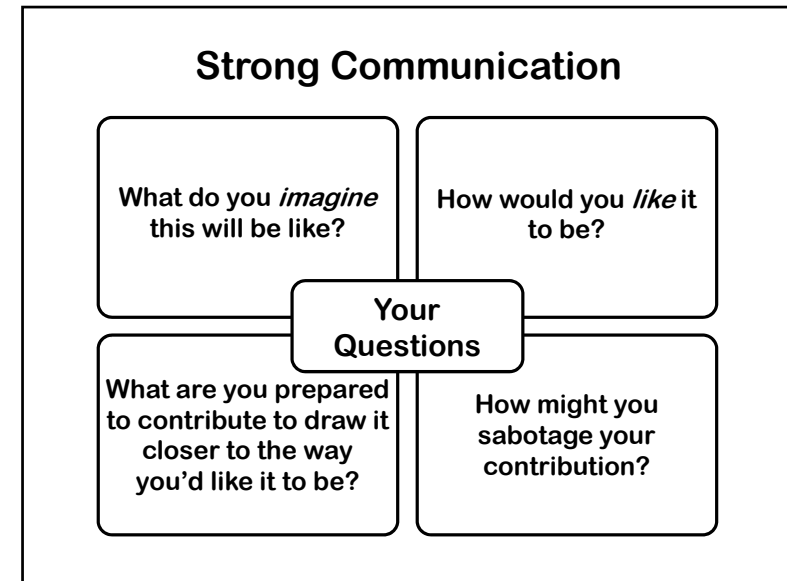 Strong Communication
What do you imagine
this will be like?
How would you like it
to be?
Your
Questions
What are you prepared
to contribute to draw it
closer to the way
you'd like it to be?
How might you
sabotage your
contribution?